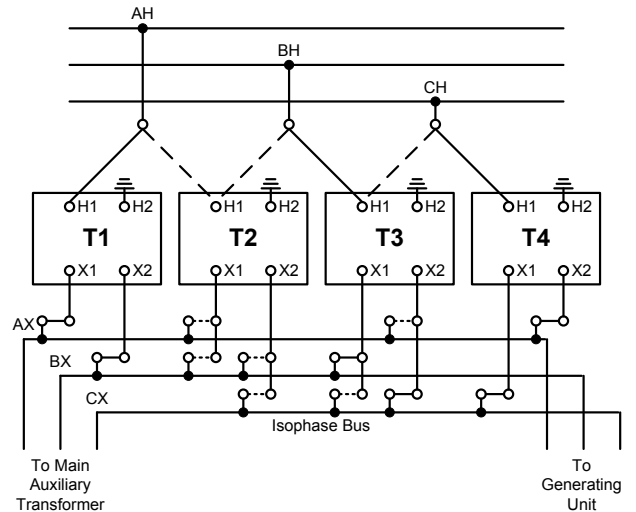 AH
BH
CH
H1 H2 H1 H2 H1 H2 H1 H2
T1 T2 T3 T4
X1 X2 X1 X2 X1 X2 X1 X2
AX
BX
CX
Isophase Bus
To Main
Auxiliary
Transformer
To
Generating
Unit